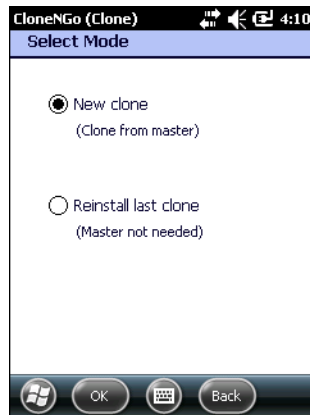 CloneNGo (Clone) 4:10
Select Mode
New clone
(Clone from master)
Reinstall last clone
(Master not needed)
OK Back